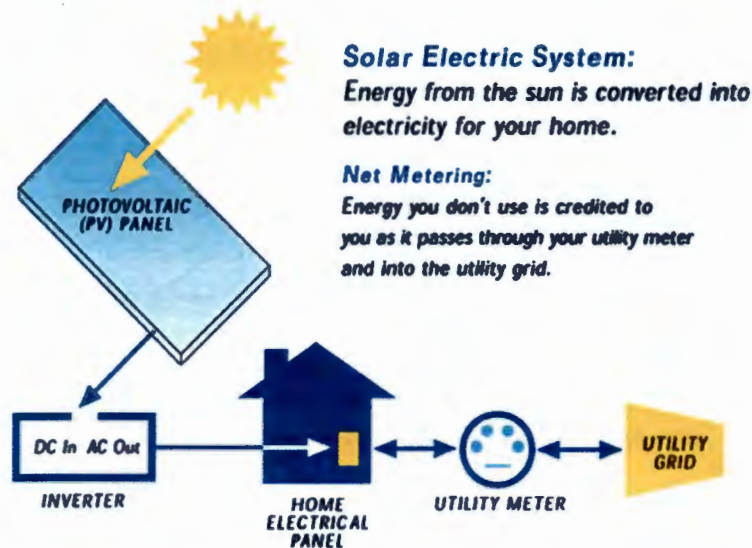 Solar Electric System:
Energy from the sun is converted into
electricity for your home.
Net Metering:
Energy you don't use is credited to
you as it passes through your utility meter
and into the utility grid.
PHOTOVOLTAIC
(PV) PANEL
DC In AC Out
INVERTER
HOME
ELECTRICAL
PANEL
UTILITY METER
UTILITY
GRID